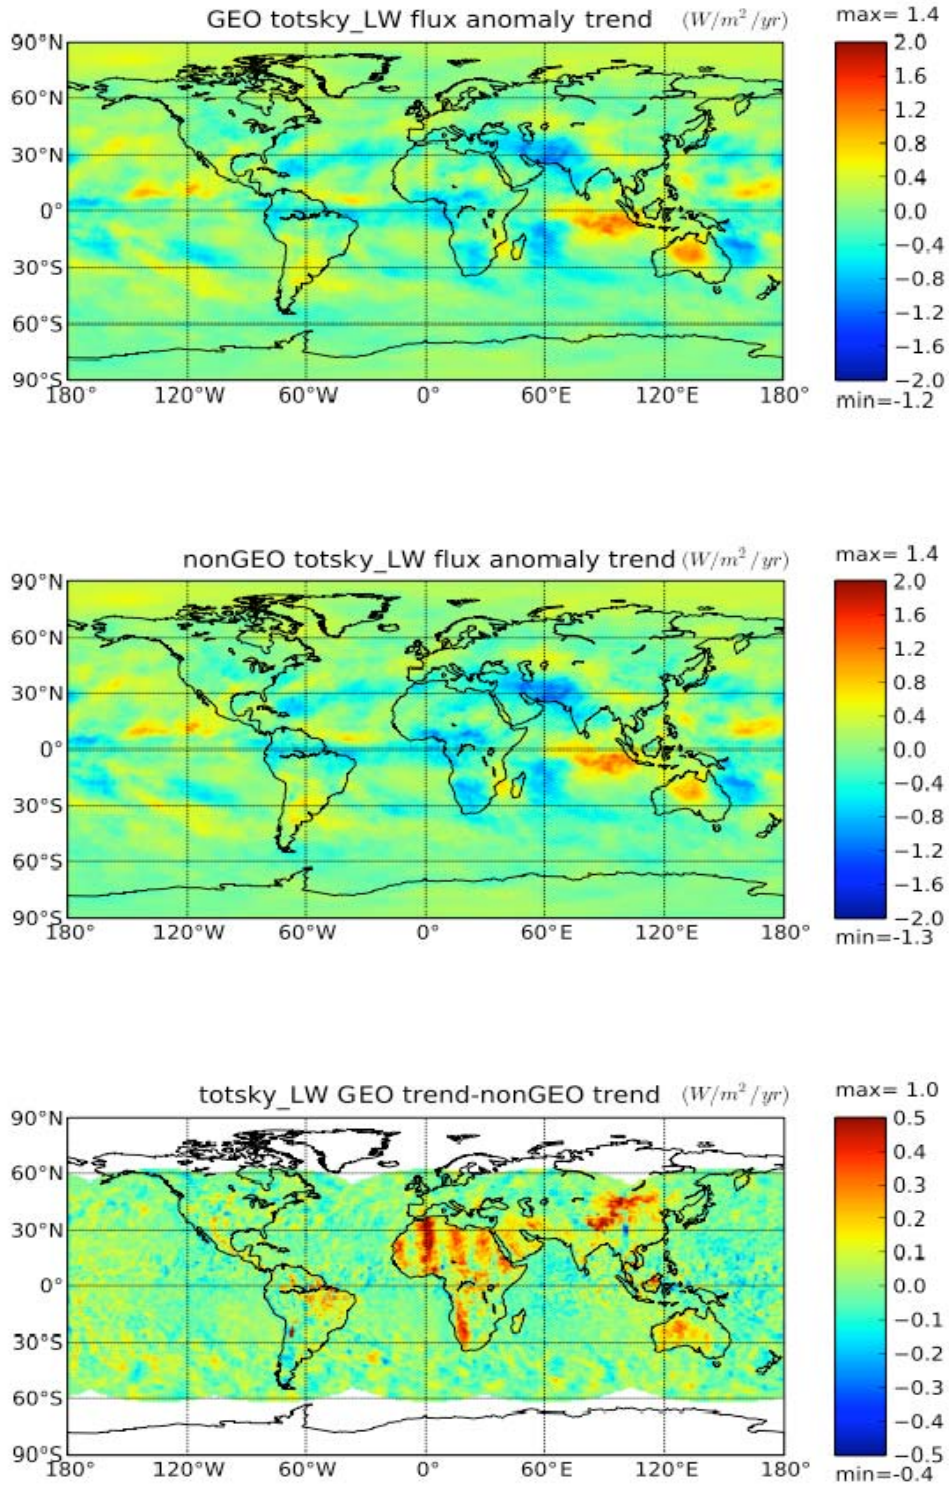 GEO totsky_LW flux anomaly trend (W/m²/yr) max= 1.4
90°N 2.0
1.6
60°N 1.2
30°N 0.8
0.4
0° 0.0
−0.4
30°S −0.8
60°S −1.2
−1.6
90°S −2.0
180° 120°W 60°W 0° 60°E 120°E 180° min=-1.2
nonGEO totsky_LW flux anomaly trend (W/m²/yr) max= 1.4
90°N 2.0
1.6
60°N 1.2
30°N 0.8
0.4
0° 0.0
−0.4
30°S −0.8
60°S −1.2
−1.6
90°S −2.0
180° 120°W 60°W 0° 60°E 120°E 180° min=-1.3
totsky_LW GEO trend-nonGEO trend (W/m²/yr) max= 1.0
90°N 0.5
0.4
60°N 0.3
30°N 0.2
0.1
0° 0.0
−0.1
30°S −0.2
60°S −0.3
−0.4
90°S −0.5
180° 120°W 60°W 0° 60°E 120°E 180° min=-0.4